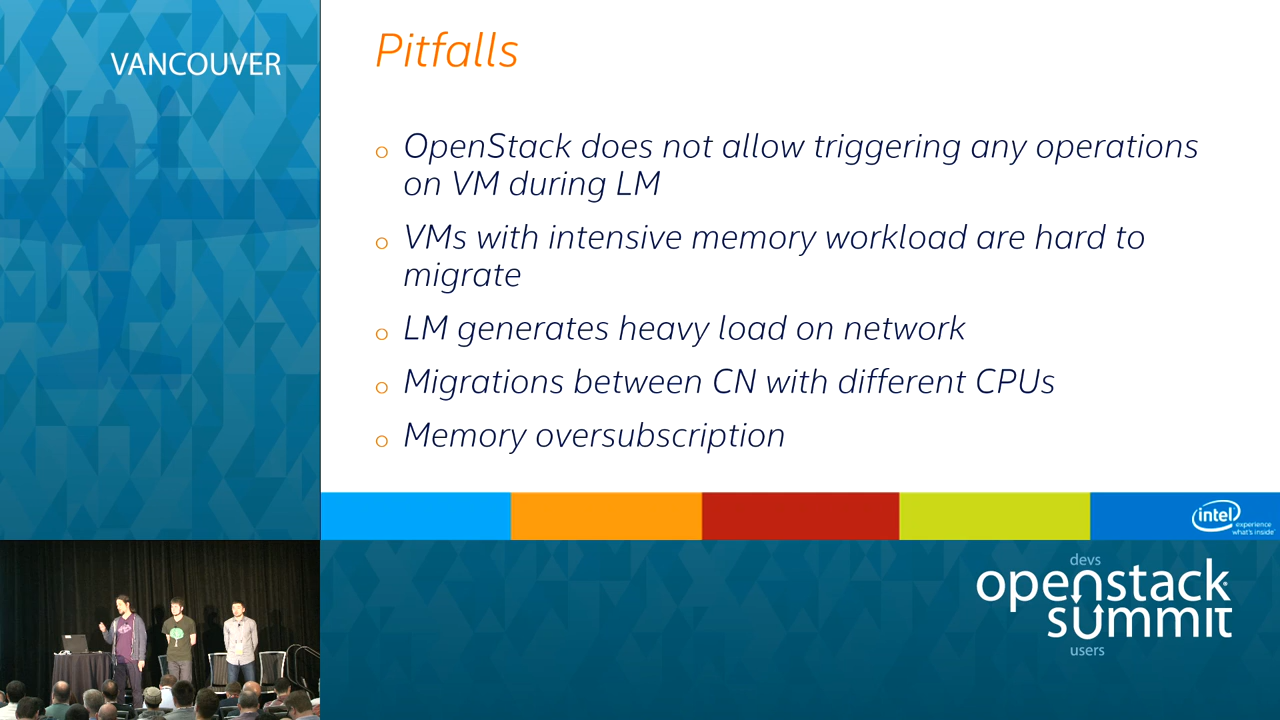 VANCOUVER
Pitfalls
o OpenStack does not allow triggering any operations
on VM during LM
o VMs with intensive memory workload are hard to
migrate
o LM generates heavy load on network
o Migrations between CN with different CPUs
o Memory oversubscription
intel
experience
what's inside
devs
openstack
summit
users